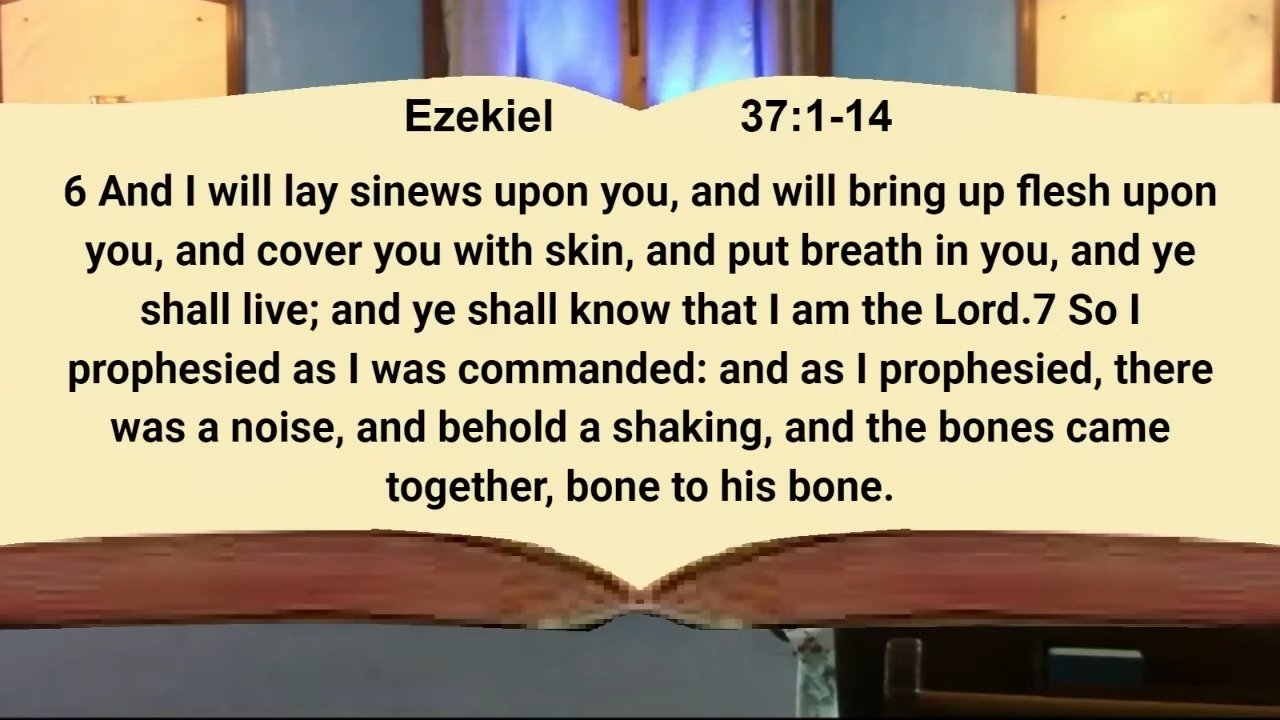 Ezekiel 37:1-14
6 And I will lay sinews upon you, and will bring up flesh upon
you, and cover you with skin, and put breath in you, and ye
shall live; and ye shall know that I am the Lord.7 So I
prophesied as I was commanded: and as I prophesied, there
was a noise, and behold a shaking, and the bones came
together, bone to his bone.